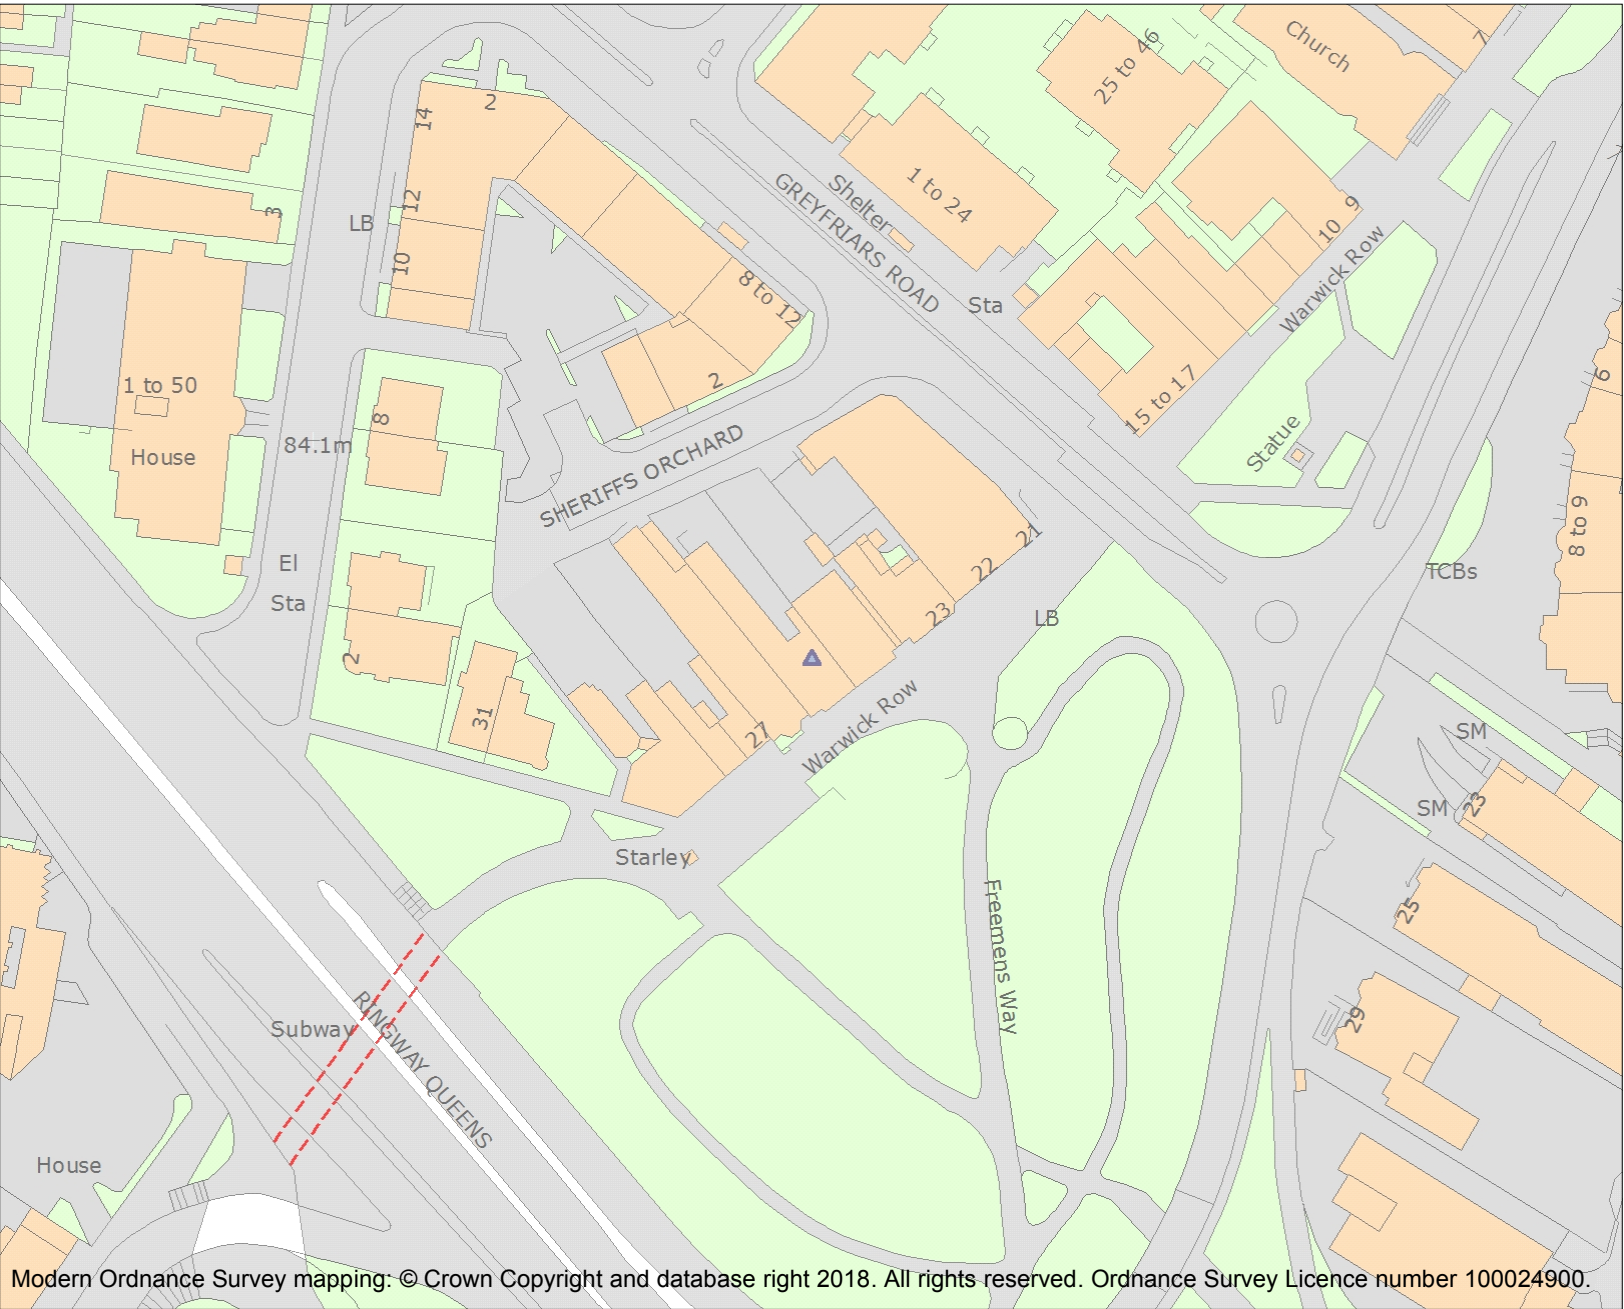 Church
7
25 to 46
2
14
Shelter
1 to 24
GREYFRIARS ROAD
12
3
LB
9
10
Warwick Row
10
8 to 12
Sta
6
1 to 50
2
15 to 17
8
84.1m
Statue
House
SHERIFFS ORCHARD
8 to 9
21
El
22
TCBs
Sta
23
LB
2
31
27
Warwick Row
SM
SM
23
Starley
Freemens Way
25
Subway
RINGWAY QUEENS
29
House
Modern Ordnance Survey mapping: © Crown Copyright and database right 2018. All rights reserved. Ordnance Survey Licence number 100024900.